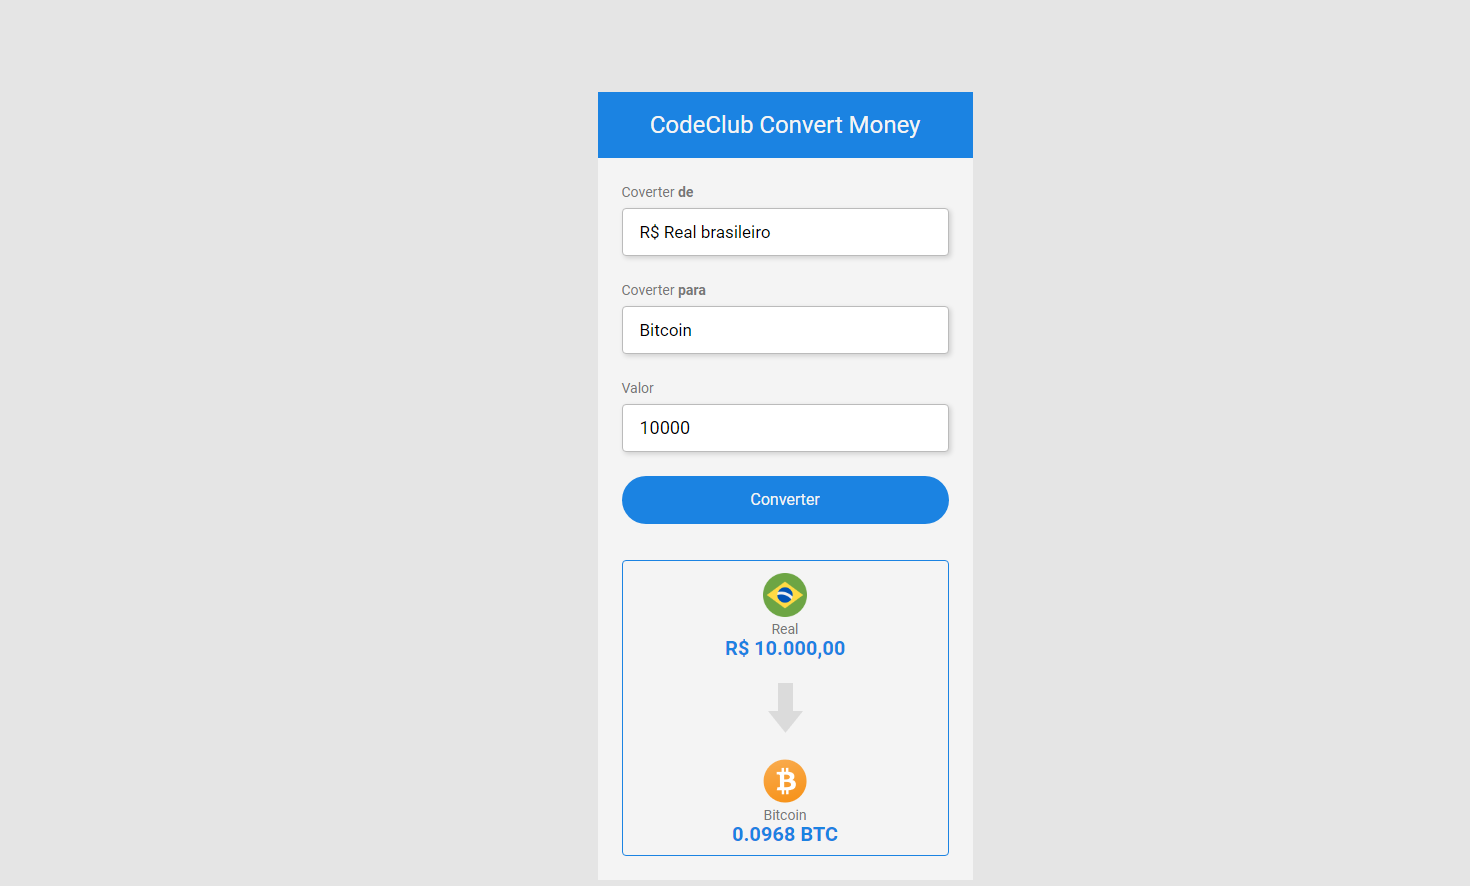 CodeClub Convert Money
Coverter de
R$ Real brasileiro
Coverter para
Bitcoin
Valor
10000
Converter
Real
R$ 10.000,00
Bitcoin
0.0968 BTC